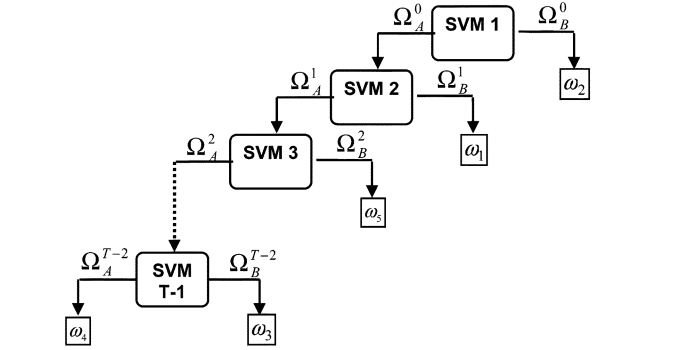 Ω_A^0 SVM 1 Ω_B^0
ω_2
Ω_A^1 SVM 2 Ω_B^1
ω_1
Ω_A^2 SVM 3 Ω_B^2
ω_5
Ω_A^{T-2} SVM Ω_B^{T-2}
T-1
ω_4 ω_3